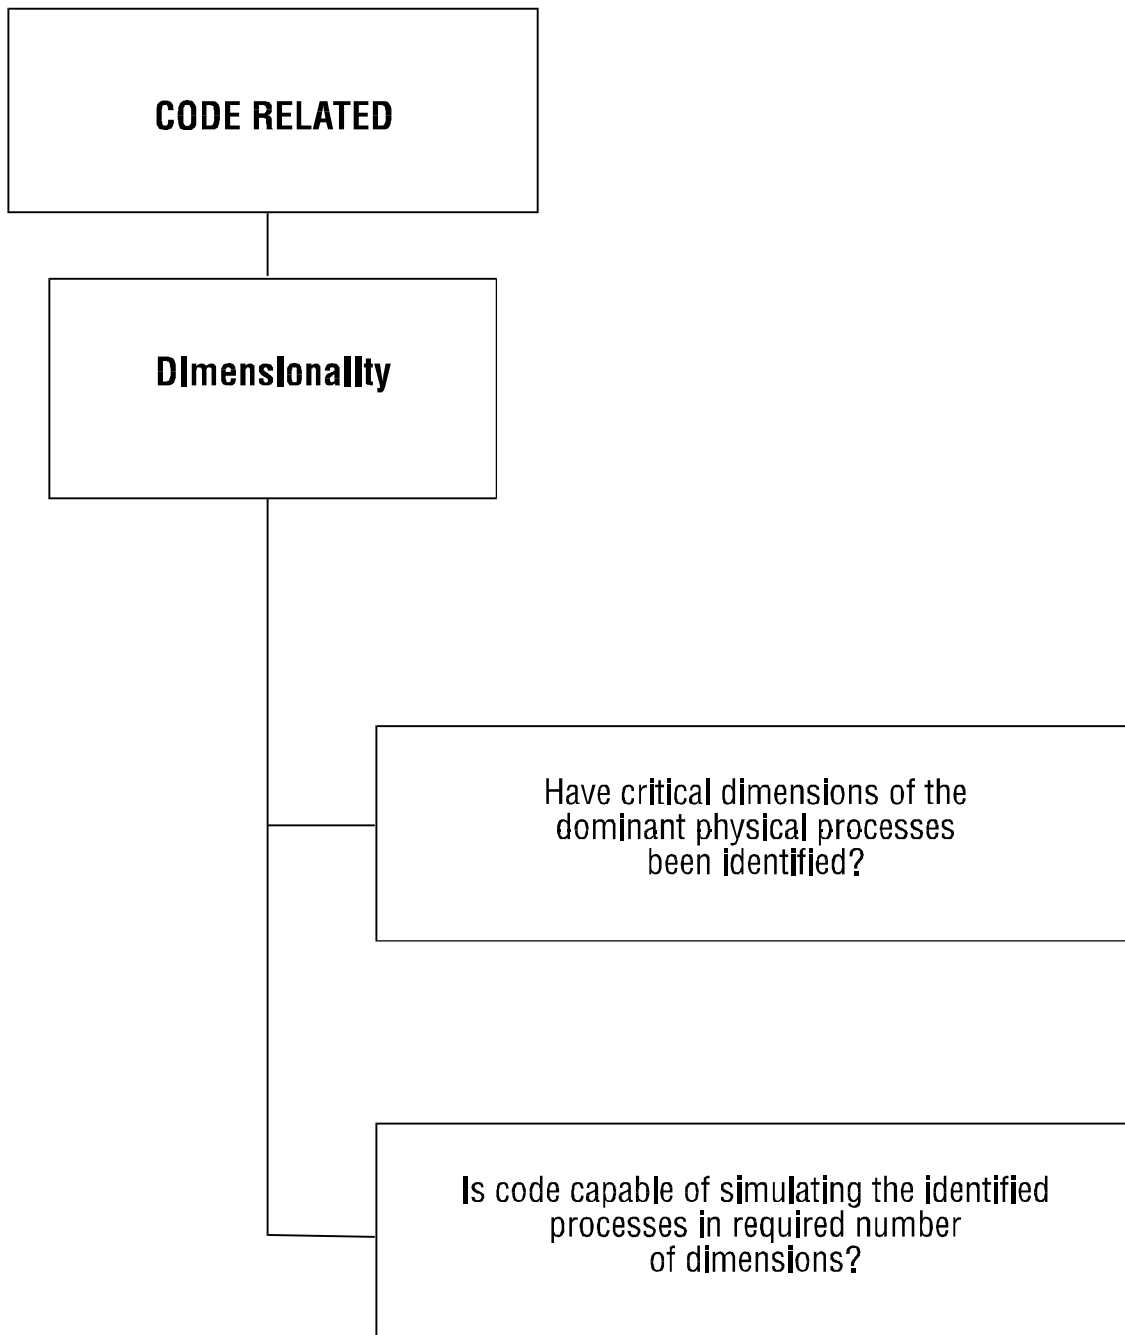 CODE RELATED
Dimensionality
Have critical dimensions of the
dominant physical processes
been identified?
Is code capable of simulating the identified
processes in required number
of dimensions?